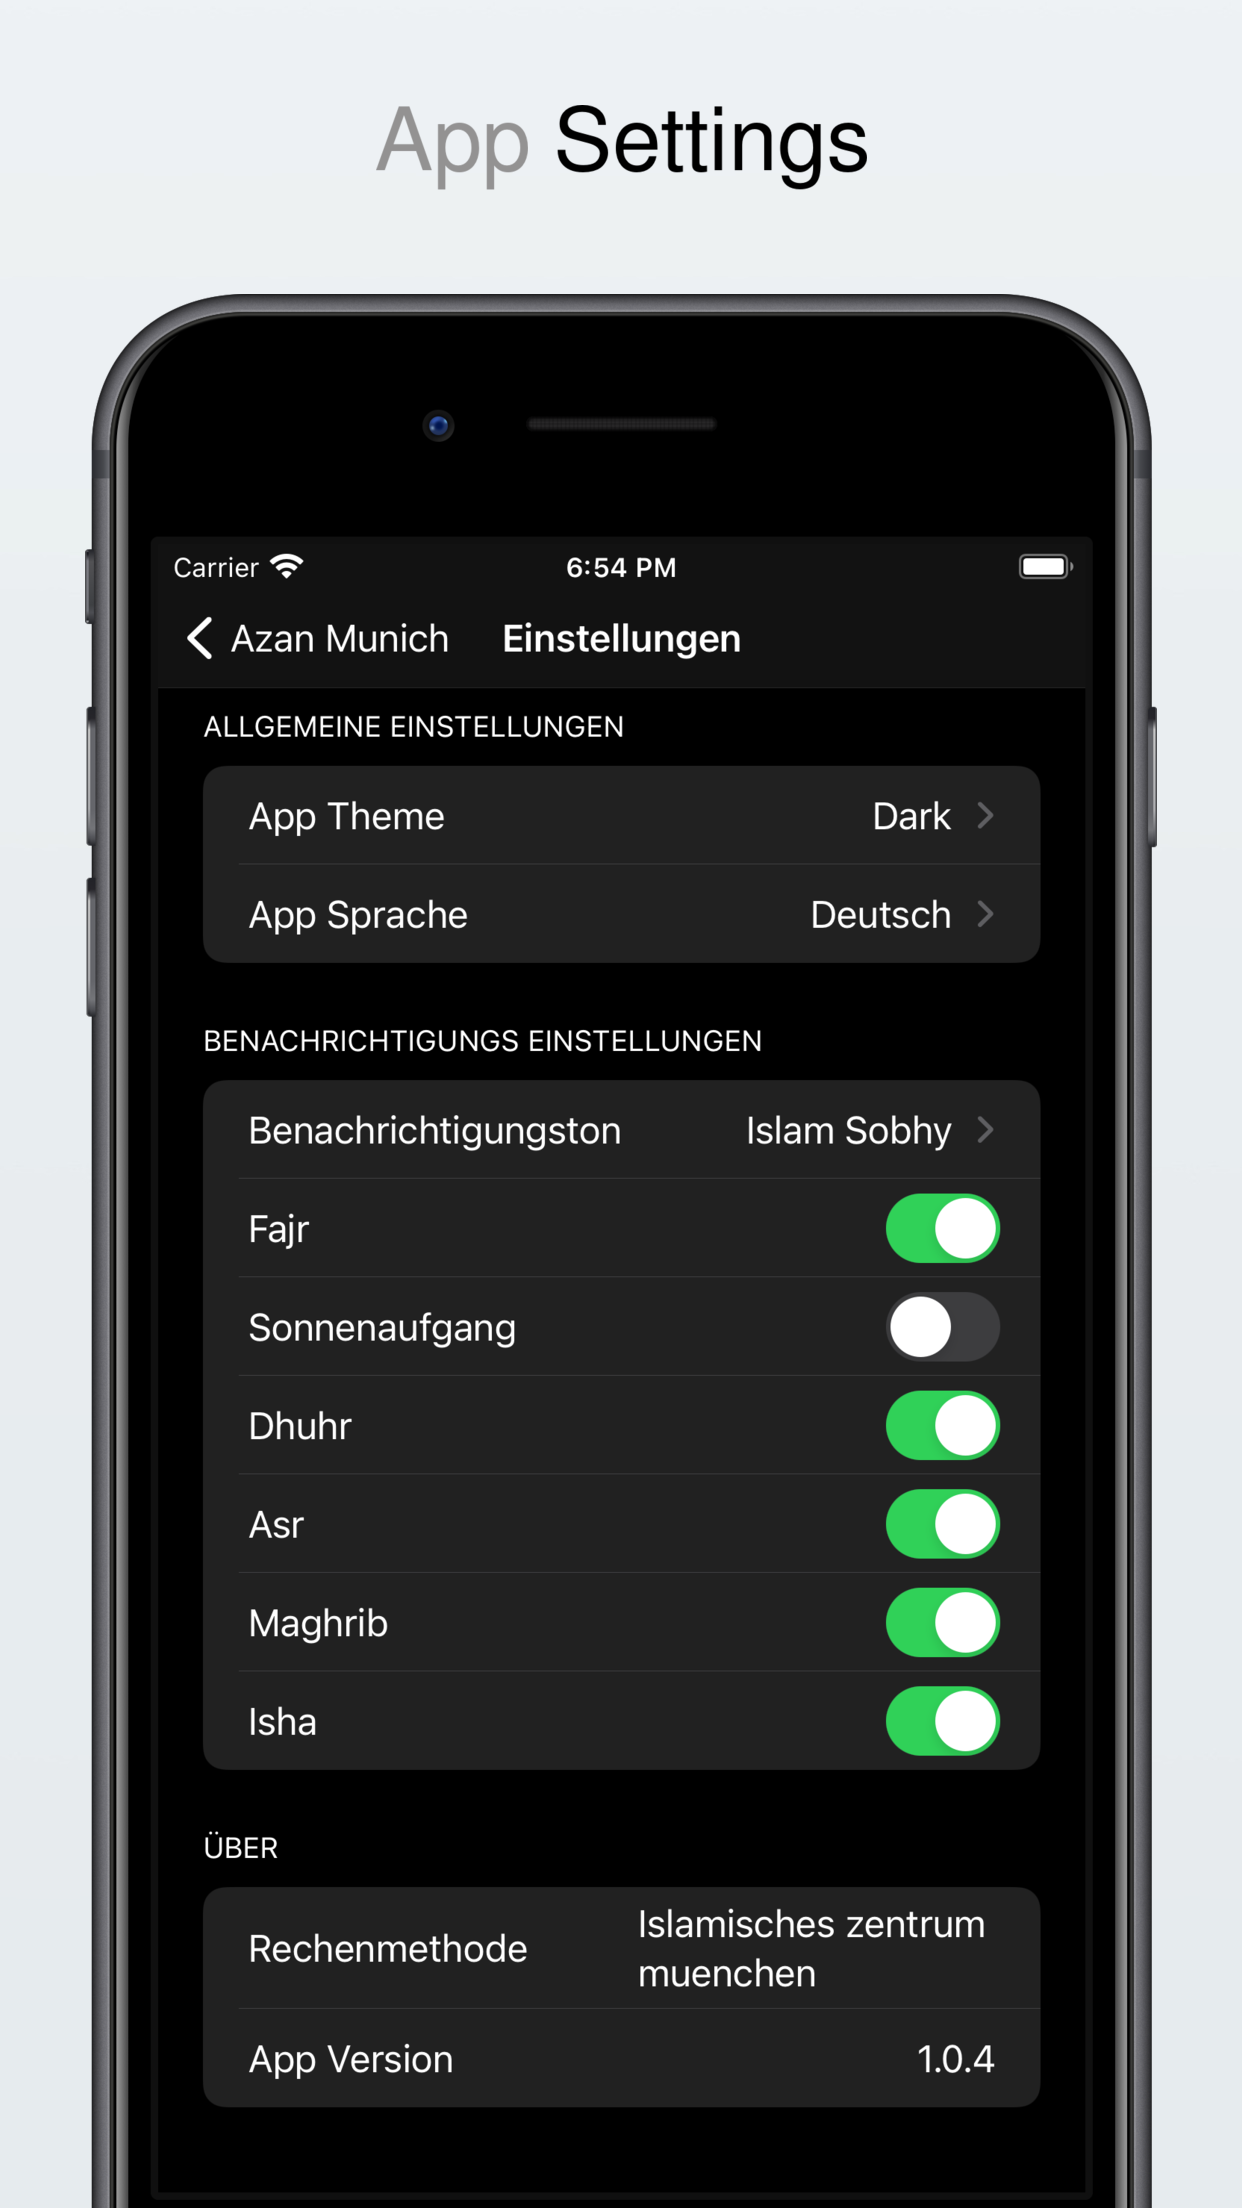 App Settings
Carrier 6:54 PM
Azan Munich Einstellungen
ALLGEMEINE EINSTELLUNGEN
App Theme Dark
App Sprache Deutsch
BENACHRICHTIGUNGS EINSTELLUNGEN
Benachrichtigungston Islam Sobhy
Fajr
Sonnenaufgang
Dhuhr
Asr
Maghrib
Isha
ÜBER
Rechenmethode Islamisches zentrum
muenchen
App Version 1.0.4